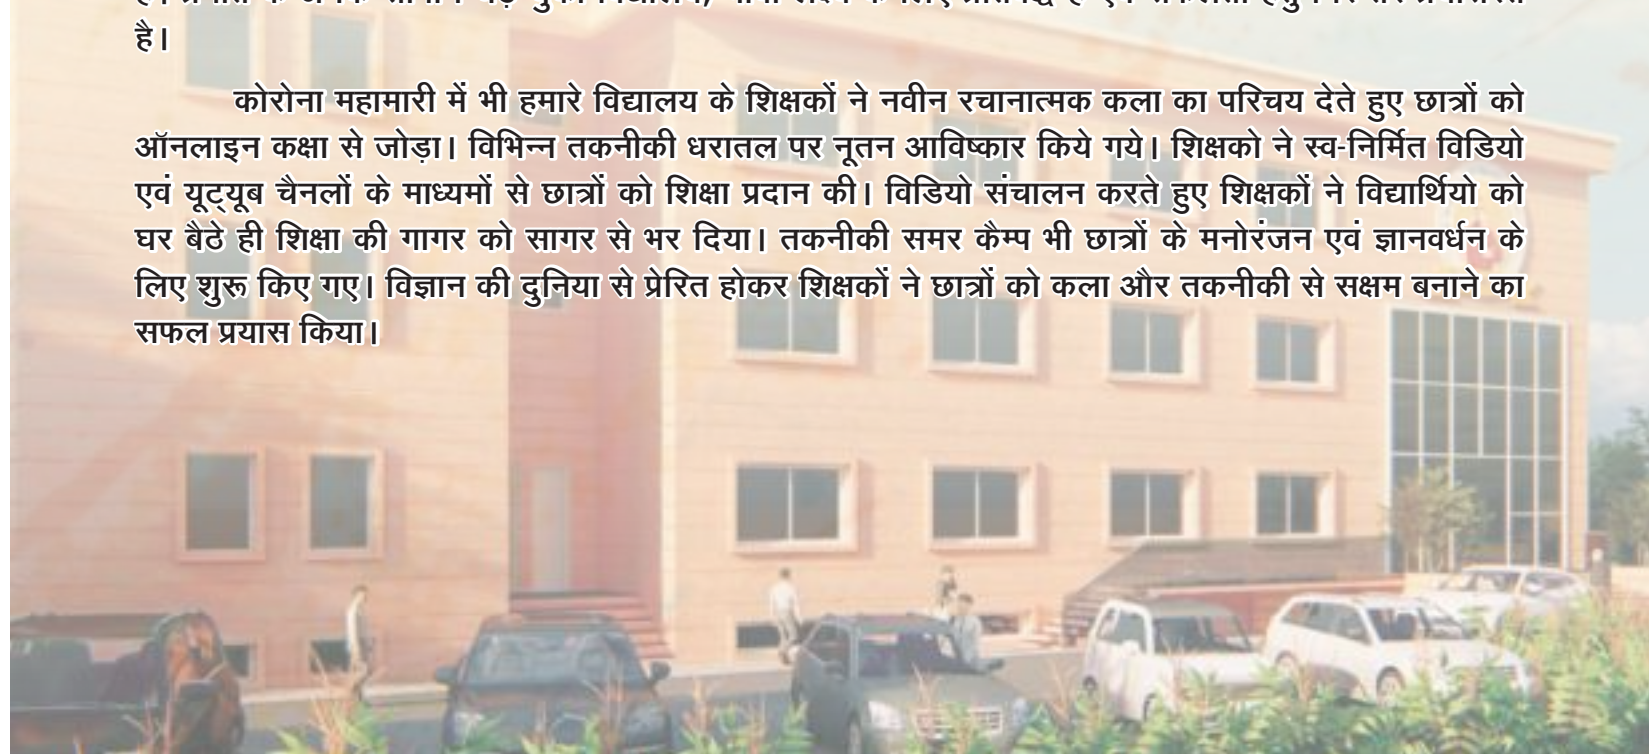 है।
कोरोना महामारी में भी हमारे विद्यालय के शिक्षकों ने नवीन रचानात्मक कला का परिचय देते हुए छात्रों को
ऑनलाइन कक्षा से जोड़ा। विभिन्न तकनीकी धरातल पर नूतन आविष्कार किये गये। शिक्षको ने स्व-निर्मित विडियो
एवं यूट्यूब चैनलों के माध्यमों से छात्रों को शिक्षा प्रदान की। विडियो संचालन करते हुए शिक्षकों ने विद्यार्थियो को
घर बैठे ही शिक्षा की गागर को सागर से भर दिया। तकनीकी समर कैम्प भी छात्रों के मनोरंजन एवं ज्ञानवर्धन के
लिए शुरू किए गए। विज्ञान की दुनिया से प्रेरित होकर शिक्षकों ने छात्रों को कला और तकनीकी से सक्षम बनाने का
सफल प्रयास किया।